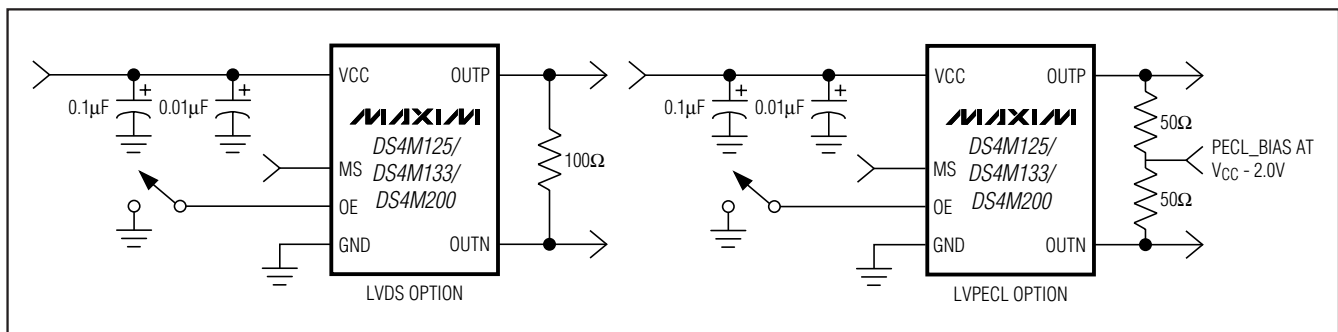 VCC
OUTP
0.1µF
+
0.01µF
+
MAXIM
DS4M125/
DS4M133/
DS4M200
100Ω
MS
OE
GND
OUTN
LVDS OPTION
VCC
OUTP
0.1µF
+
0.01µF
+
MAXIM
DS4M125/
DS4M133/
DS4M200
50Ω
PECL_BIAS AT
VCC - 2.0V
50Ω
MS
OE
GND
OUTN
LVPECL OPTION